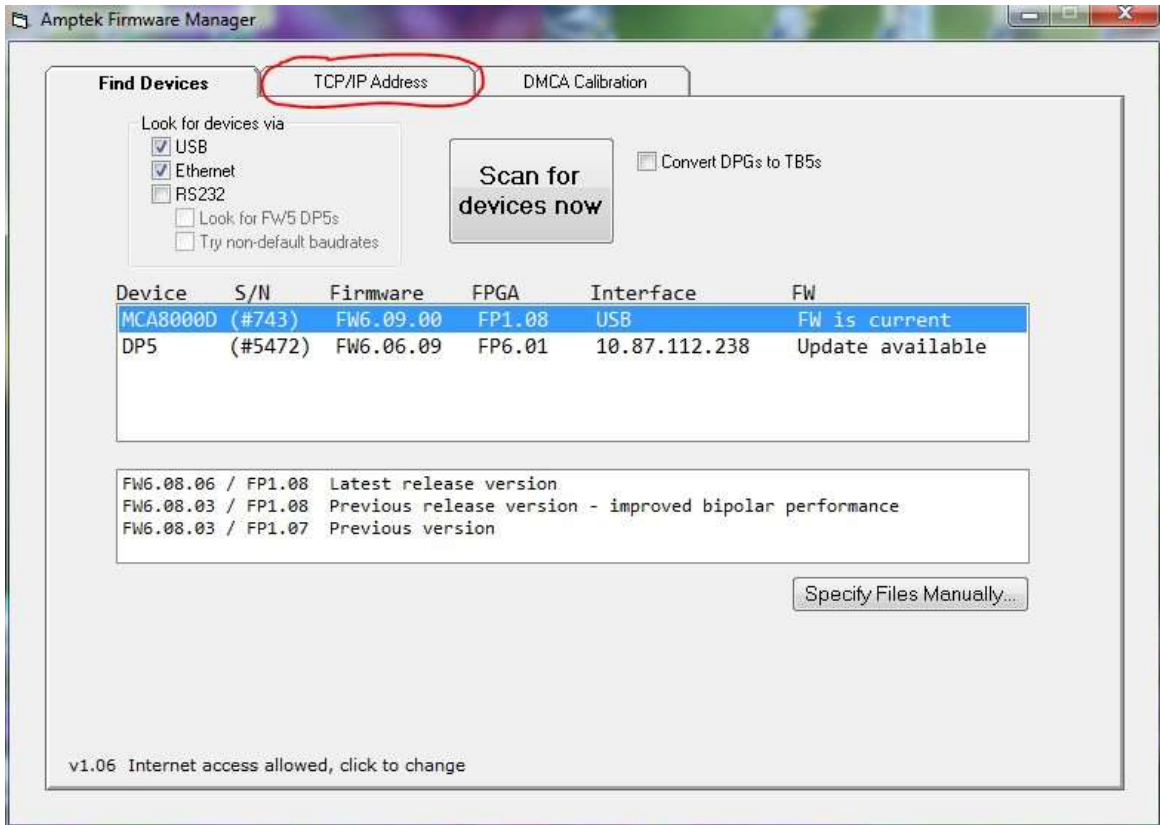 Amptek Firmware Manager
Find Devices TCP/IP Address DMCA Calibration
Look for devices via
USB
Ethernet
RS232
Look for FW5 DP5s
Try non-default baudrates
Scan for
devices now
Convert DPGs to TB5s
Device S/N Firmware FPGA Interface FW
MCA8000D (#743) FW6.09.00 FP1.08 USB FW is current
DP5 (#5472) FW6.06.09 FP6.01 10.87.112.238 Update available
FW6.08.06 / FP1.08 Latest release version
FW6.08.03 / FP1.08 Previous release version - improved bipolar performance
FW6.08.03 / FP1.07 Previous version
Specify Files Manually...
v1.06 Internet access allowed, click to change